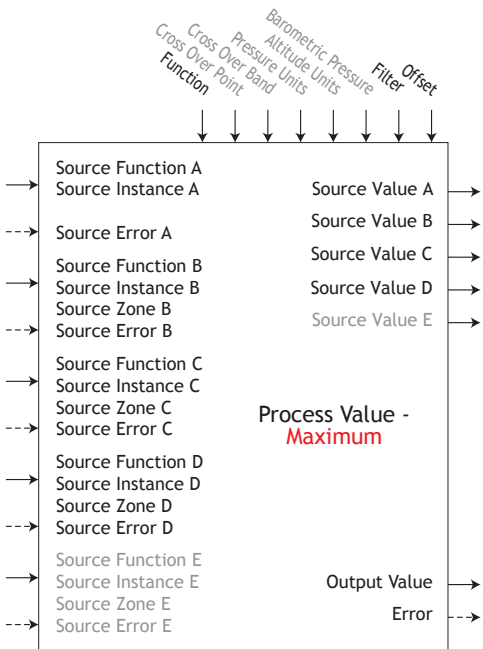 Function
Cross Over Point
Cross Over Band
Pressure Units
Altitude Units
Barometric Pressure
Filter
Offset
Source Function A
Source Instance A
Source Error A
Source Function B
Source Instance B
Source Zone B
Source Error B
Source Function C
Source Instance C
Source Zone C
Source Error C
Source Function D
Source Instance D
Source Zone D
Source Error D
Source Function E
Source Instance E
Source Zone E
Source Error E
Source Value A
Source Value B
Source Value C
Source Value D
Source Value E
Process Value -
Maximum
Output Value
Error